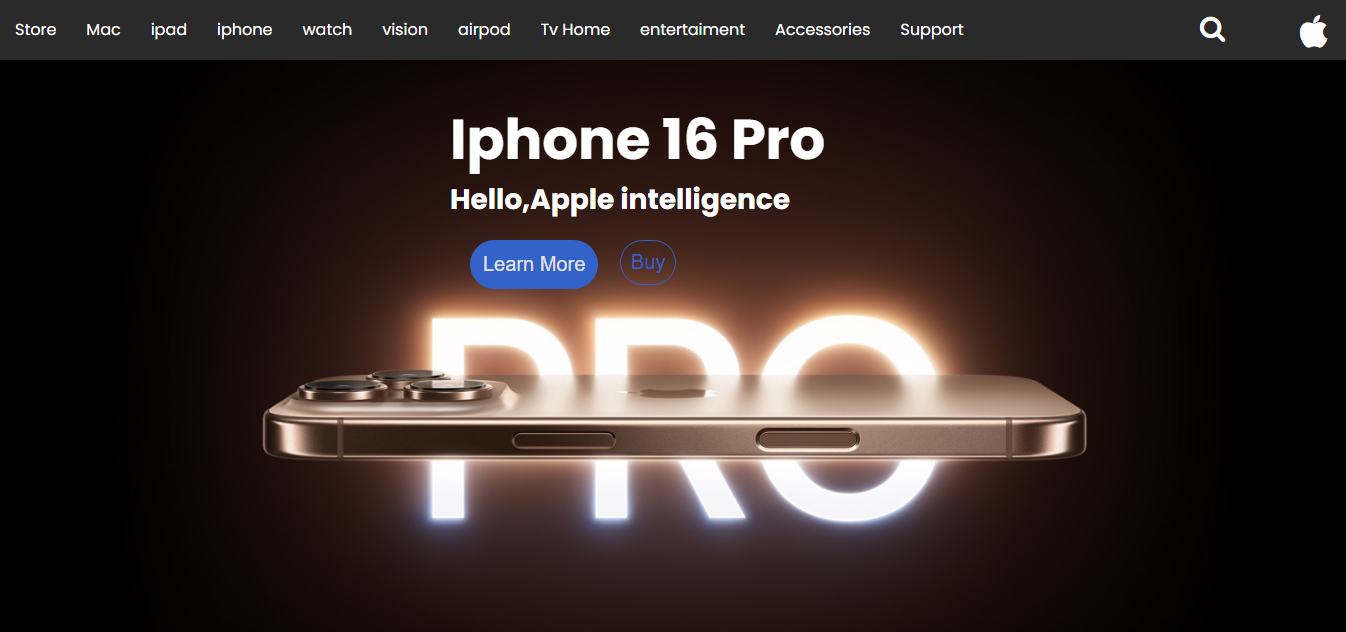 Store Mac ipad iphone watch vision airpod Tv Home entertaiment Accessories Support
Iphone 16 Pro
Hello,Apple intelligence
Learn More Buy
PRO